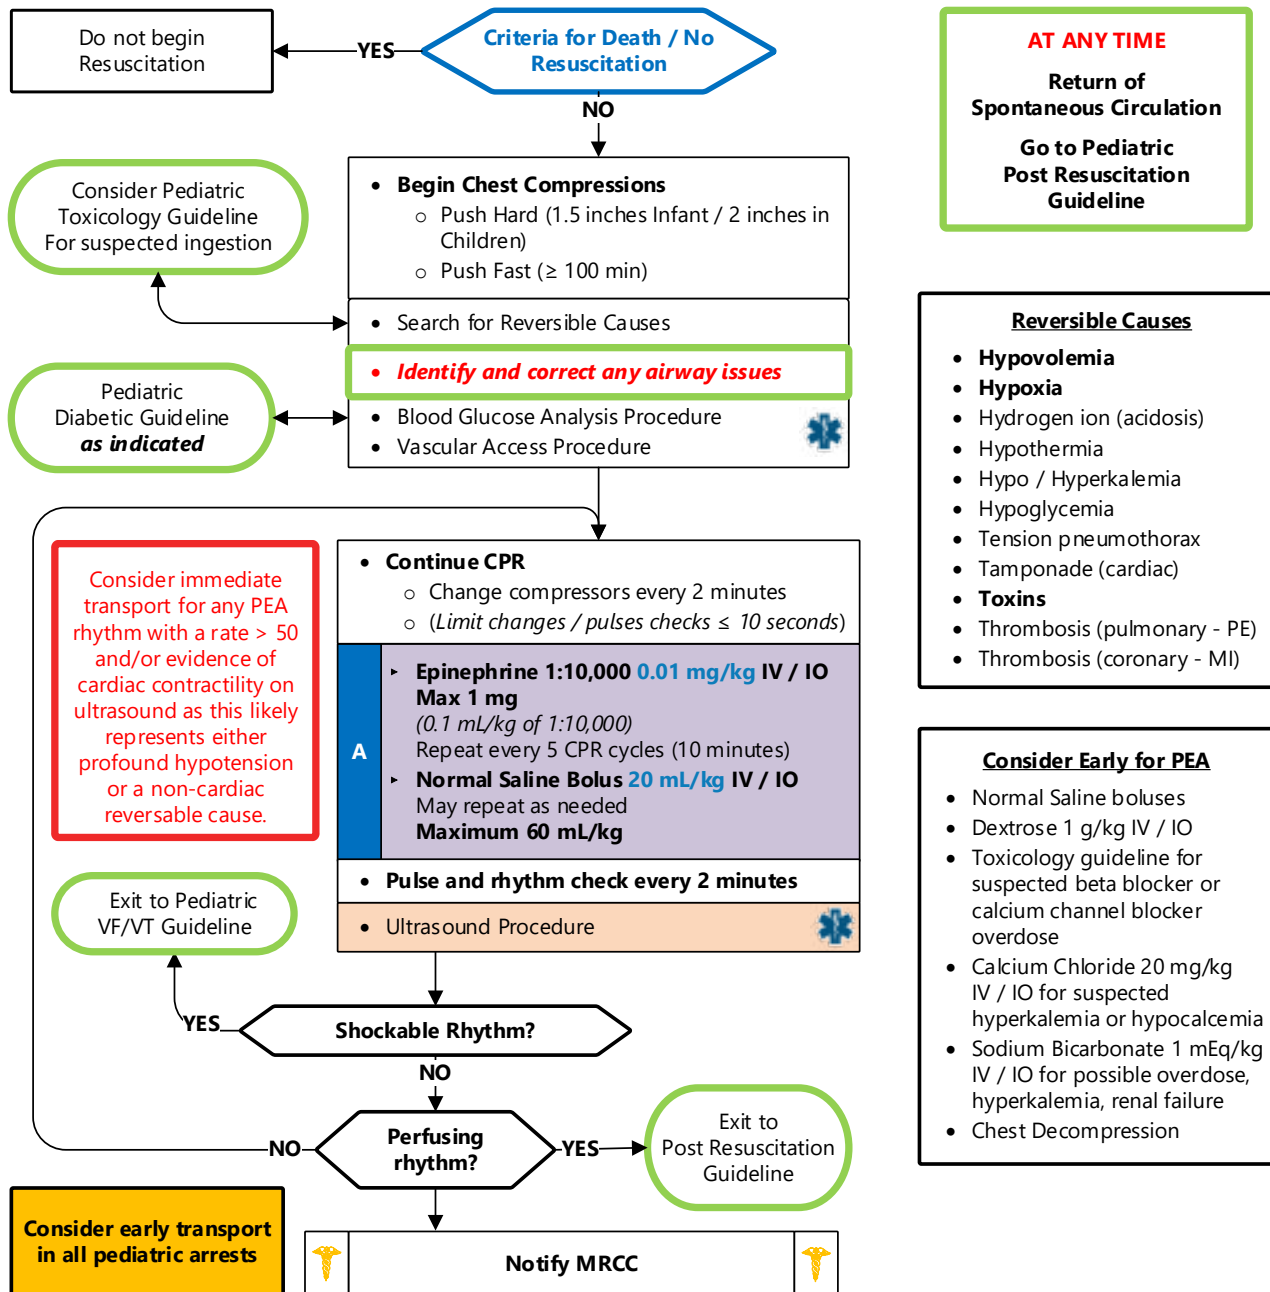 Do not begin
Resuscitation
YES
Criteria for Death / No
Resuscitation
NO
AT ANY TIME
Return of
Spontaneous Circulation
Go to Pediatric
Post Resuscitation
Guideline
Consider Pediatric
Toxicology Guideline
For suspected ingestion
• Begin Chest Compressions
o Push Hard (1.5 inches Infant / 2 inches in
Children)
o Push Fast (≥ 100 min)
• Search for Reversible Causes
• Identify and correct any airway issues
Pediatric
Diabetic Guideline
as indicated
• Blood Glucose Analysis Procedure
• Vascular Access Procedure
Reversible Causes
• Hypovolemia
• Hypoxia
• Hydrogen ion (acidosis)
• Hypothermia
• Hypo / Hyperkalemia
• Hypoglycemia
• Tension pneumothorax
• Tamponade (cardiac)
• Toxins
• Thrombosis (pulmonary - PE)
• Thrombosis (coronary - MI)
Consider immediate
transport for any PEA
rhythm with a rate > 50
and/or evidence of
cardiac contractility on
ultrasound as this likely
represents either
profound hypotension
or a non-cardiac
reversable cause.
• Continue CPR
o Change compressors every 2 minutes
o (Limit changes / pulses checks ≤ 10 seconds)
A
Epinephrine 1:10,000 0.01 mg/kg IV / IO
Max 1 mg
(0.1 mL/kg of 1:10,000)
Repeat every 5 CPR cycles (10 minutes)
Normal Saline Bolus 20 mL/kg IV / IO
May repeat as needed
Maximum 60 mL/kg
• Pulse and rhythm check every 2 minutes
• Ultrasound Procedure
Consider Early for PEA
• Normal Saline boluses
• Dextrose 1 g/kg IV / IO
• Toxicology guideline for
suspected beta blocker or
calcium channel blocker
overdose
• Calcium Chloride 20 mg/kg
IV / IO for suspected
hyperkalemia or hypocalcemia
• Sodium Bicarbonate 1 mEq/kg
IV / IO for possible overdose,
hyperkalemia, renal failure
• Chest Decompression
Exit to Pediatric
VF/VT Guideline
YES
Shockable Rhythm?
NO
NO
Perfusing
rhythm?
YES
Exit to
Post Resuscitation
Guideline
Consider early transport
in all pediatric arrests
Notify MRCC